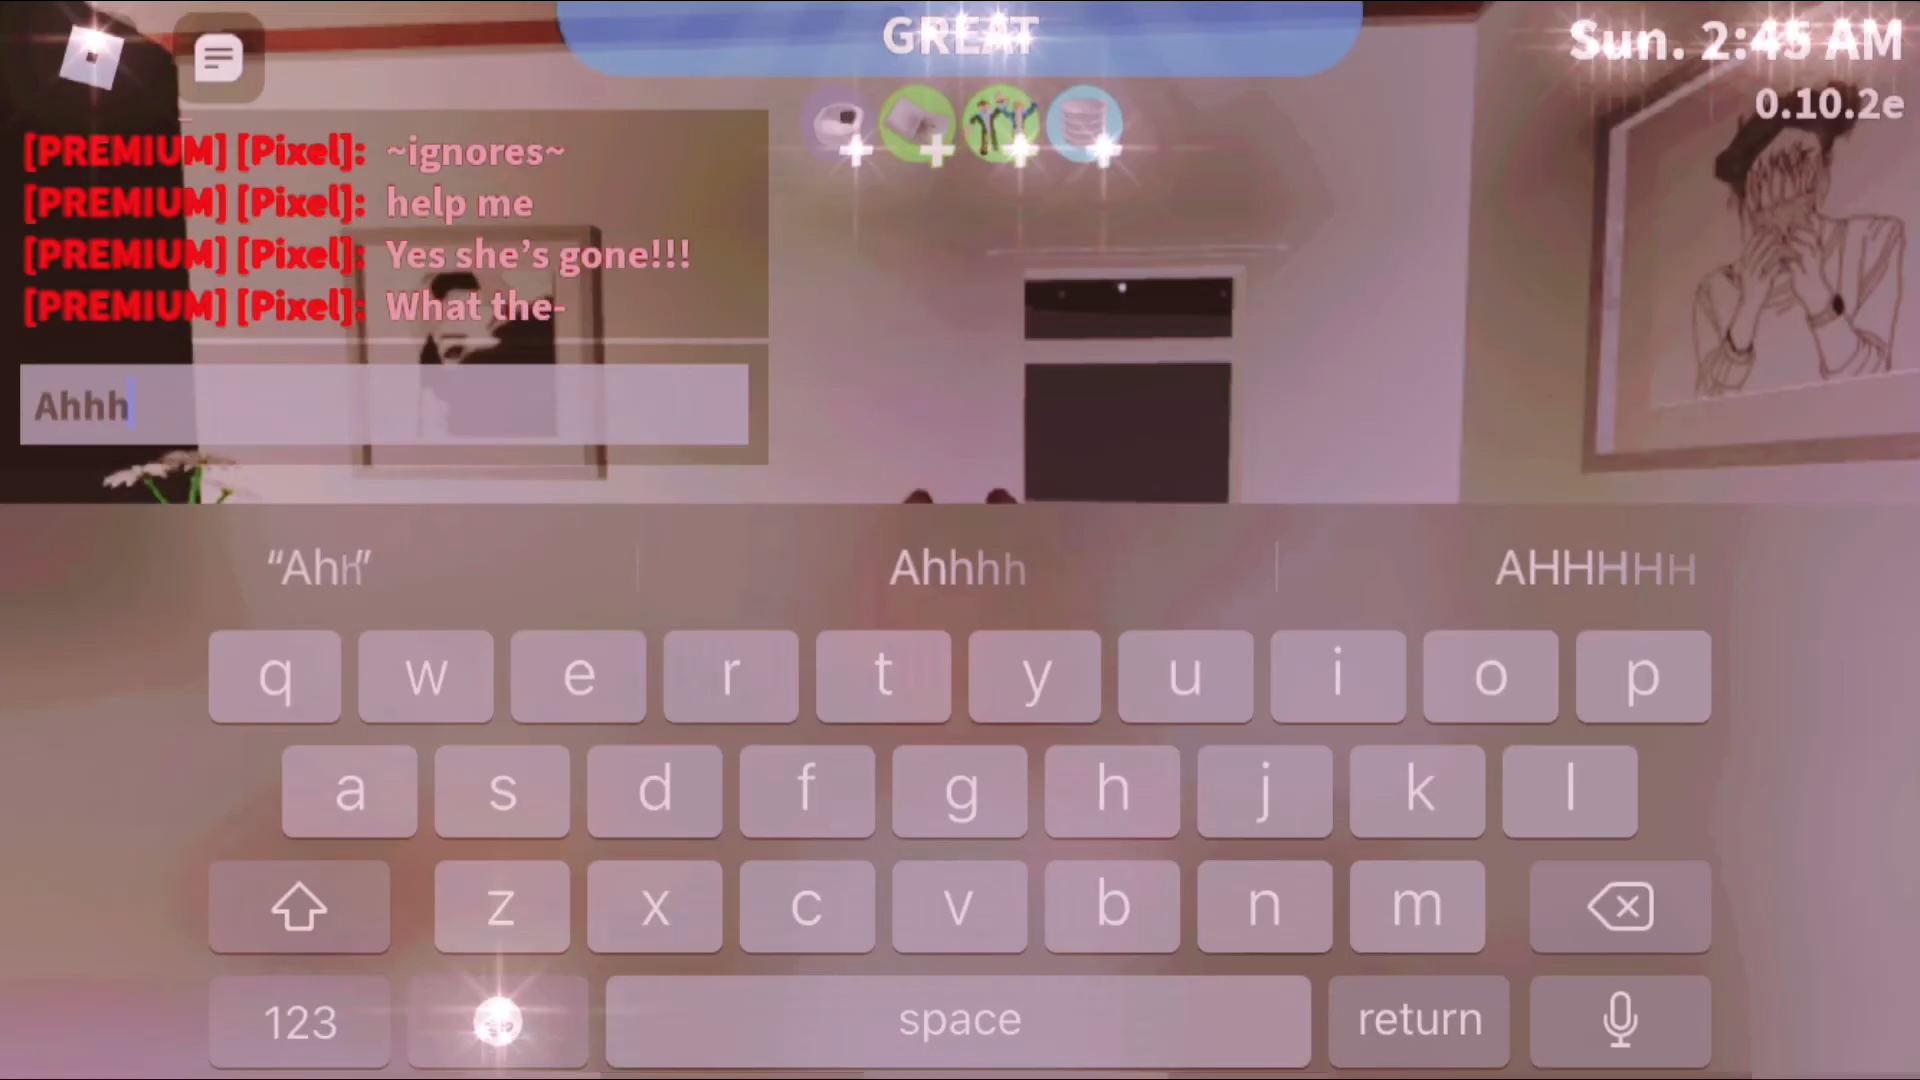 GREAT
Sun. 2:45 AM
0.10.2e
[PREMIUM] [Pixel]: ~ignores~
[PREMIUM] [Pixel]: help me
[PREMIUM] [Pixel]: Yes she's gone!!!
[PREMIUM] [Pixel]: What the-
Ahhh
“Ahh” Ahhhh AHHHHH
q w e r t y u i o p
a s d f g h j k l
z x c v b n m
123 space return